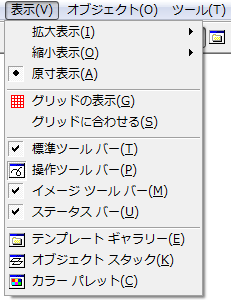 表示(V) オブジェクト(O) ツール(T)
拡大表示(I)
縮小表示(O)
原寸表示(A)
グリッドの表示(G)
グリッドに合わせる(S)
標準ツール バー(T)
操作ツール バー(P)
イメージ ツール バー(M)
ステータス バー(U)
テンプレート ギャラリー(E)
オブジェクト スタック(K)
カラー パレット(C)